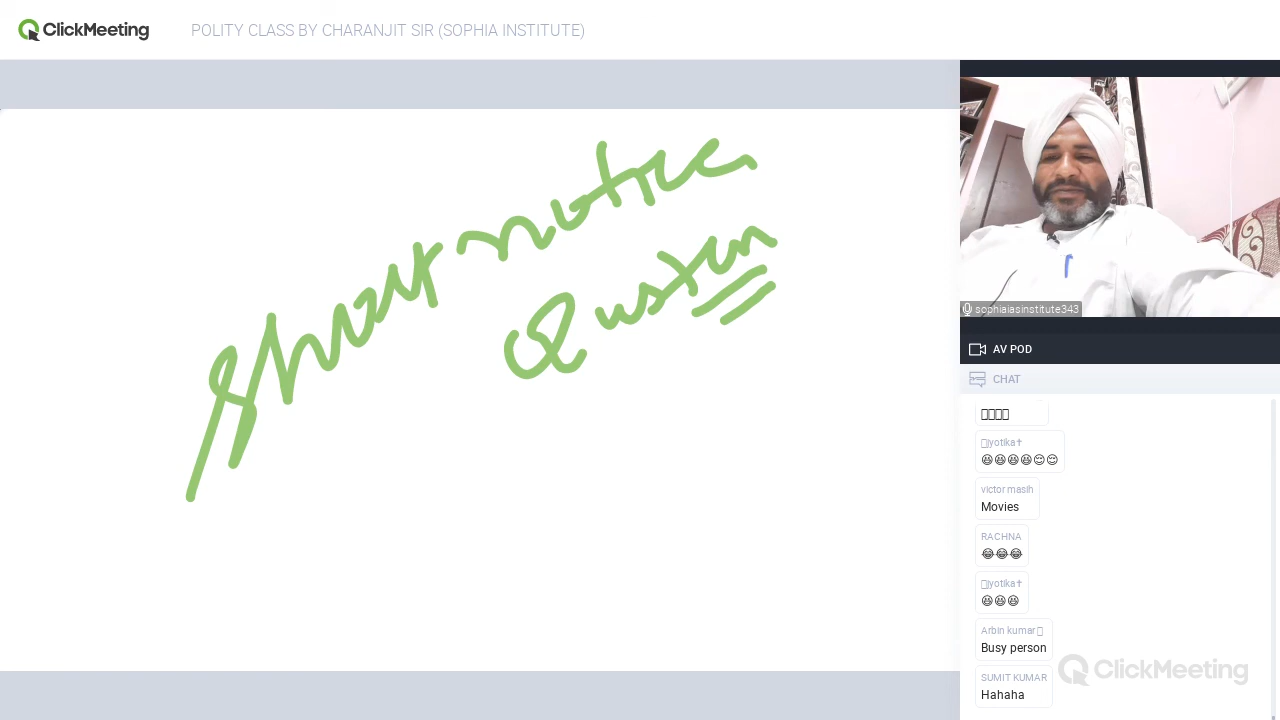 ClickMeeting
POLITY CLASS BY CHARANJIT SIR (SOPHIA INSTITUTE)
Short notice
Qustion
sophiaiasinstitute343
AV POD
CHAT
jyotika✝
😆😆😆😆😌😌
victor masih
Movies
RACHNA
😂😂😂
jyotika✝
😆😆😆
Arbin kumar
Busy person
SUMIT KUMAR
Hahaha
ClickMeeting